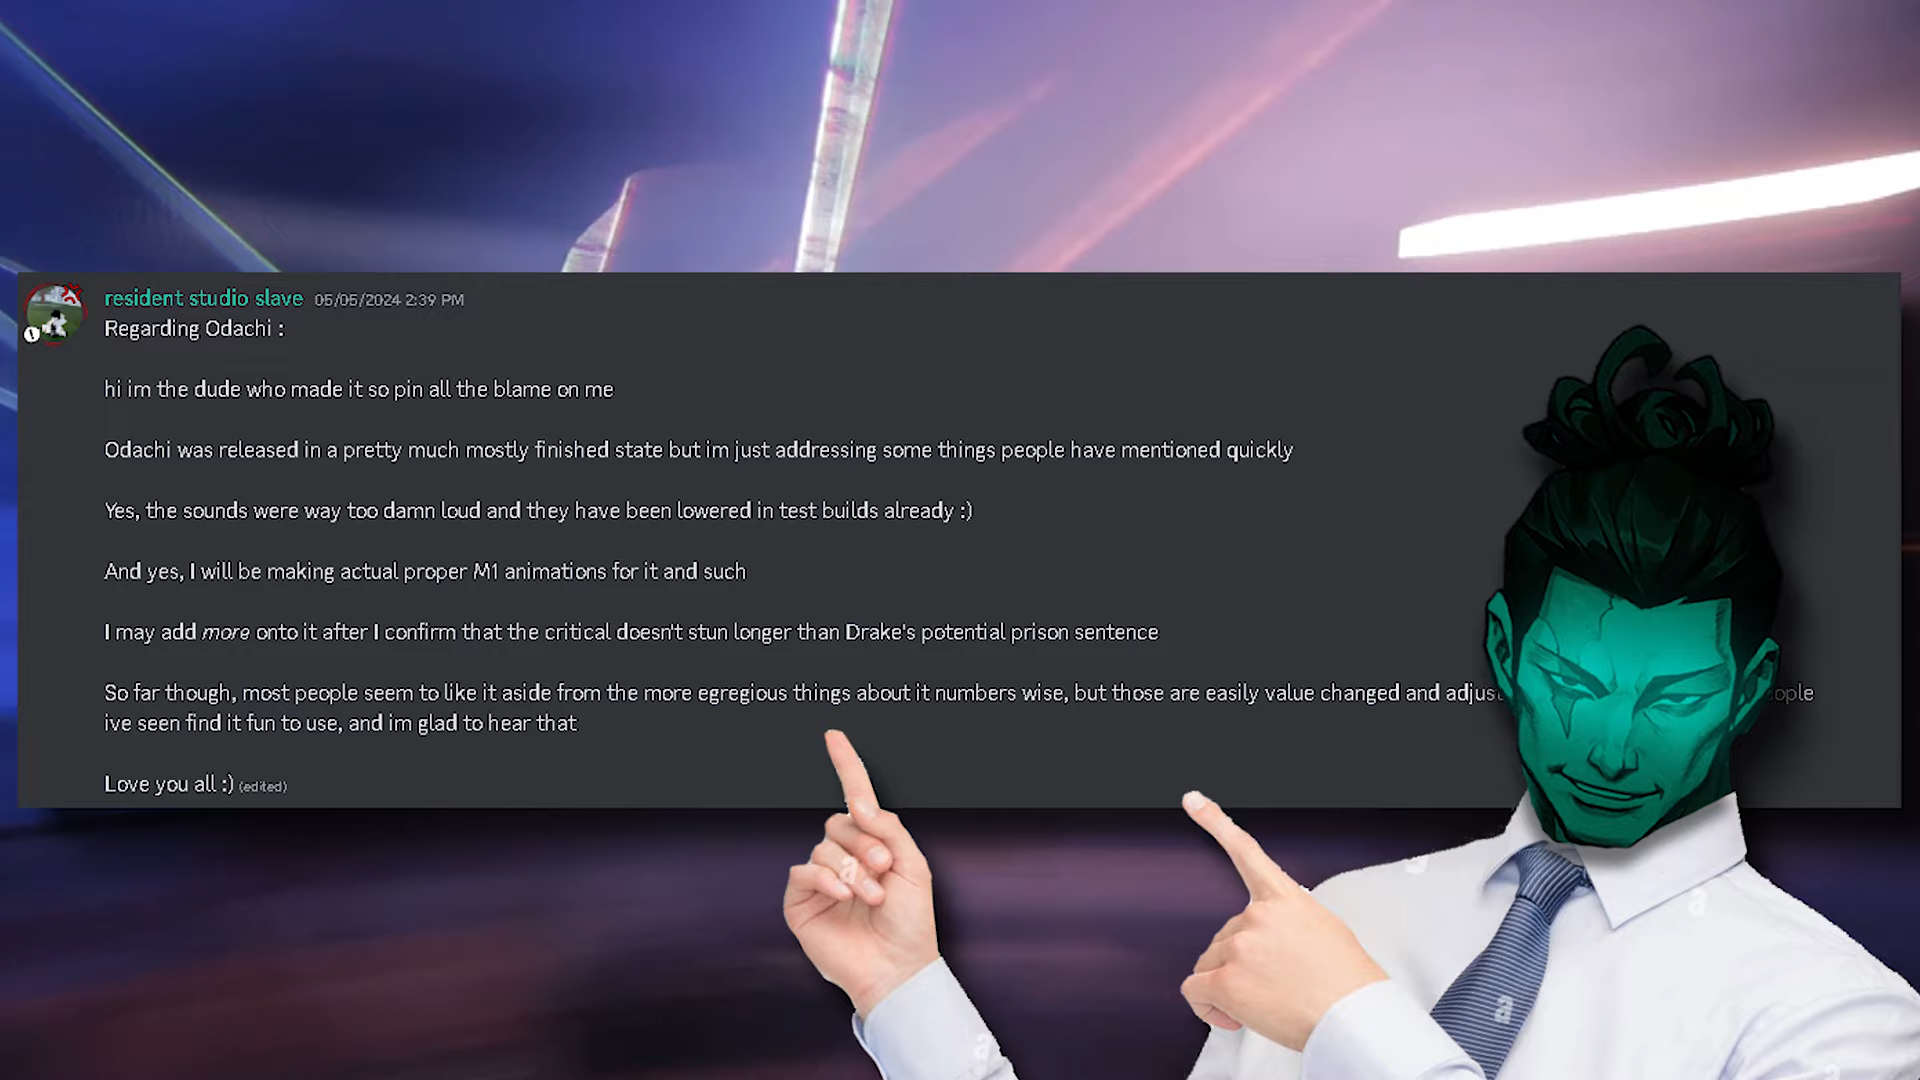 resident studio slave 05/05/2024 2:39 PM
Regarding Odachi :
hi im the dude who made it so pin all the blame on me
Odachi was released in a pretty much mostly finished state but im just addressing some things people have mentioned quickly
Yes, the sounds were way too damn loud and they have been lowered in test builds already :)
And yes, I will be making actual proper M1 animations for it and such
I may add more onto it after I confirm that the critical doesn't stun longer than Drake's potential prison sentence
So far though, most people seem to like it aside from the more egregious things about it numbers wise, but those are easily value changed and
ive seen find it fun to use, and im glad to hear that
Love you all :) (edited)
a
a
a
a
a
a